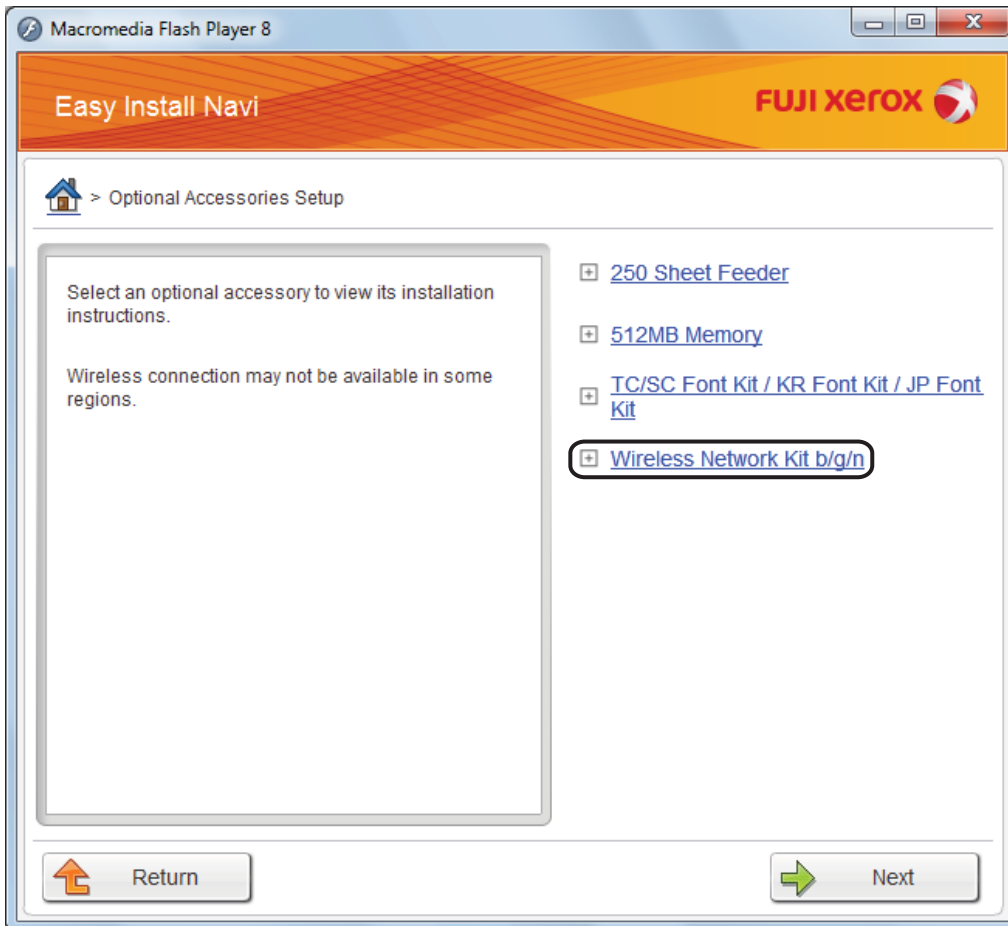 Macromedia Flash Player 8
Easy Install Navi
FUJI xerox
> Optional Accessories Setup
Select an optional accessory to view its installation
instructions.
Wireless connection may not be available in some
regions.
250 Sheet Feeder
512MB Memory
TC/SC Font Kit / KR Font Kit / JP Font
Kit
Wireless Network Kit b/g/n
Return
Next